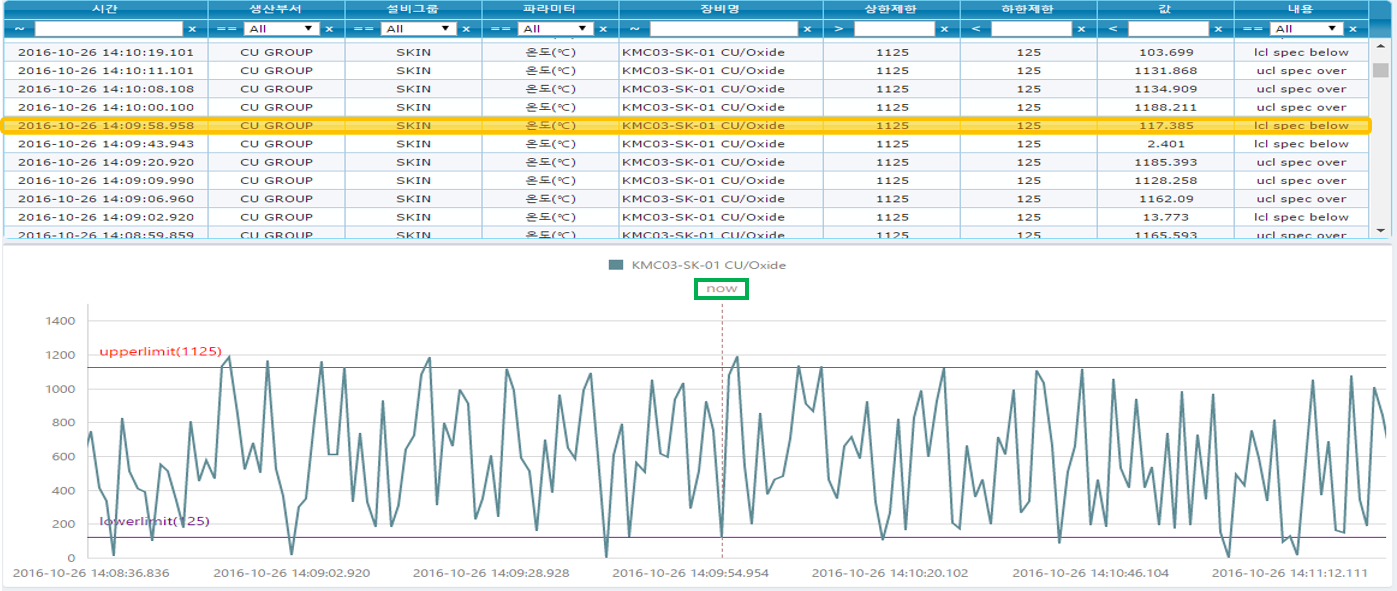 시간 생산부서 설비그룹 파라미터 장비명 상한제한 하한제한 값 내용
~ × == All ▼ × == All ▼ × == All ▼ × ~ × > × < × < × == All ▼ ×
2016-10-26 14:10:19.101 CU GROUP SKIN 온도(℃) KMC03-SK-01 CU/Oxide 1125 125 103.699 lcl spec below
2016-10-26 14:10:11.101 CU GROUP SKIN 온도(℃) KMC03-SK-01 CU/Oxide 1125 125 1131.868 ucl spec over
2016-10-26 14:10:08.108 CU GROUP SKIN 온도(℃) KMC03-SK-01 CU/Oxide 1125 125 1134.909 ucl spec over
2016-10-26 14:10:00.100 CU GROUP SKIN 온도(℃) KMC03-SK-01 CU/Oxide 1125 125 1188.211 ucl spec over
2016-10-26 14:09:58.958 CU GROUP SKIN 온도(℃) KMC03-SK-01 CU/Oxide 1125 125 117.385 lcl spec below
2016-10-26 14:09:43.943 CU GROUP SKIN 온도(℃) KMC03-SK-01 CU/Oxide 1125 125 2.401 lcl spec below
2016-10-26 14:09:20.920 CU GROUP SKIN 온도(℃) KMC03-SK-01 CU/Oxide 1125 125 1185.393 ucl spec over
2016-10-26 14:09:09.990 CU GROUP SKIN 온도(℃) KMC03-SK-01 CU/Oxide 1125 125 1128.258 ucl spec over
2016-10-26 14:09:06.960 CU GROUP SKIN 온도(℃) KMC03-SK-01 CU/Oxide 1125 125 1162.09 ucl spec over
2016-10-26 14:09:02.920 CU GROUP SKIN 온도(℃) KMC03-SK-01 CU/Oxide 1125 125 13.773 lcl spec below
2016-10-26 14:08:59.859 CU GROUP SKIN 온도(℃) KMC03-SK-01 CU/Oxide 1125 125 1165.593 ucl spec over
KMC03-SK-01 CU/Oxide
now
1400
1200
upperlimit(1125)
1000
800
600
400
200
lowerlimit(125)
0
2016-10-26 14:08:36.836 2016-10-26 14:09:02.920 2016-10-26 14:09:28.928 2016-10-26 14:09:54.954 2016-10-26 14:10:20.102 2016-10-26 14:10:46.104 2016-10-26 14:11:12.111